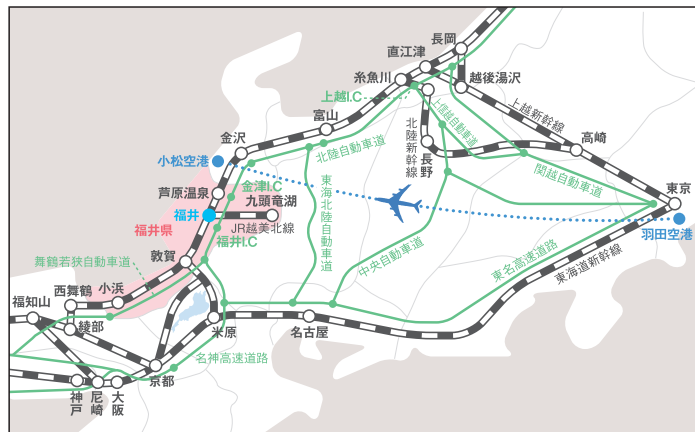 長岡
直江津
糸魚川
越後湯沢
上越I.C
上信越自動車道
上越新幹線
富山
高崎
金沢
北陸自動車道
北陸新幹線
長野
小松空港
関越自動車道
芦原温泉
金津I.C
東海北陸自動車道
東京
福井
九頭竜湖
羽田空港
福井県
JR越美北線
福井I.C
中央自動車道
敦賀
東名高速道路
東海道新幹線
舞鶴若狭自動車道
西舞鶴
小浜
福知山
綾部
米原
名古屋
名神高速道路
京都
神戸
尼崎
大阪